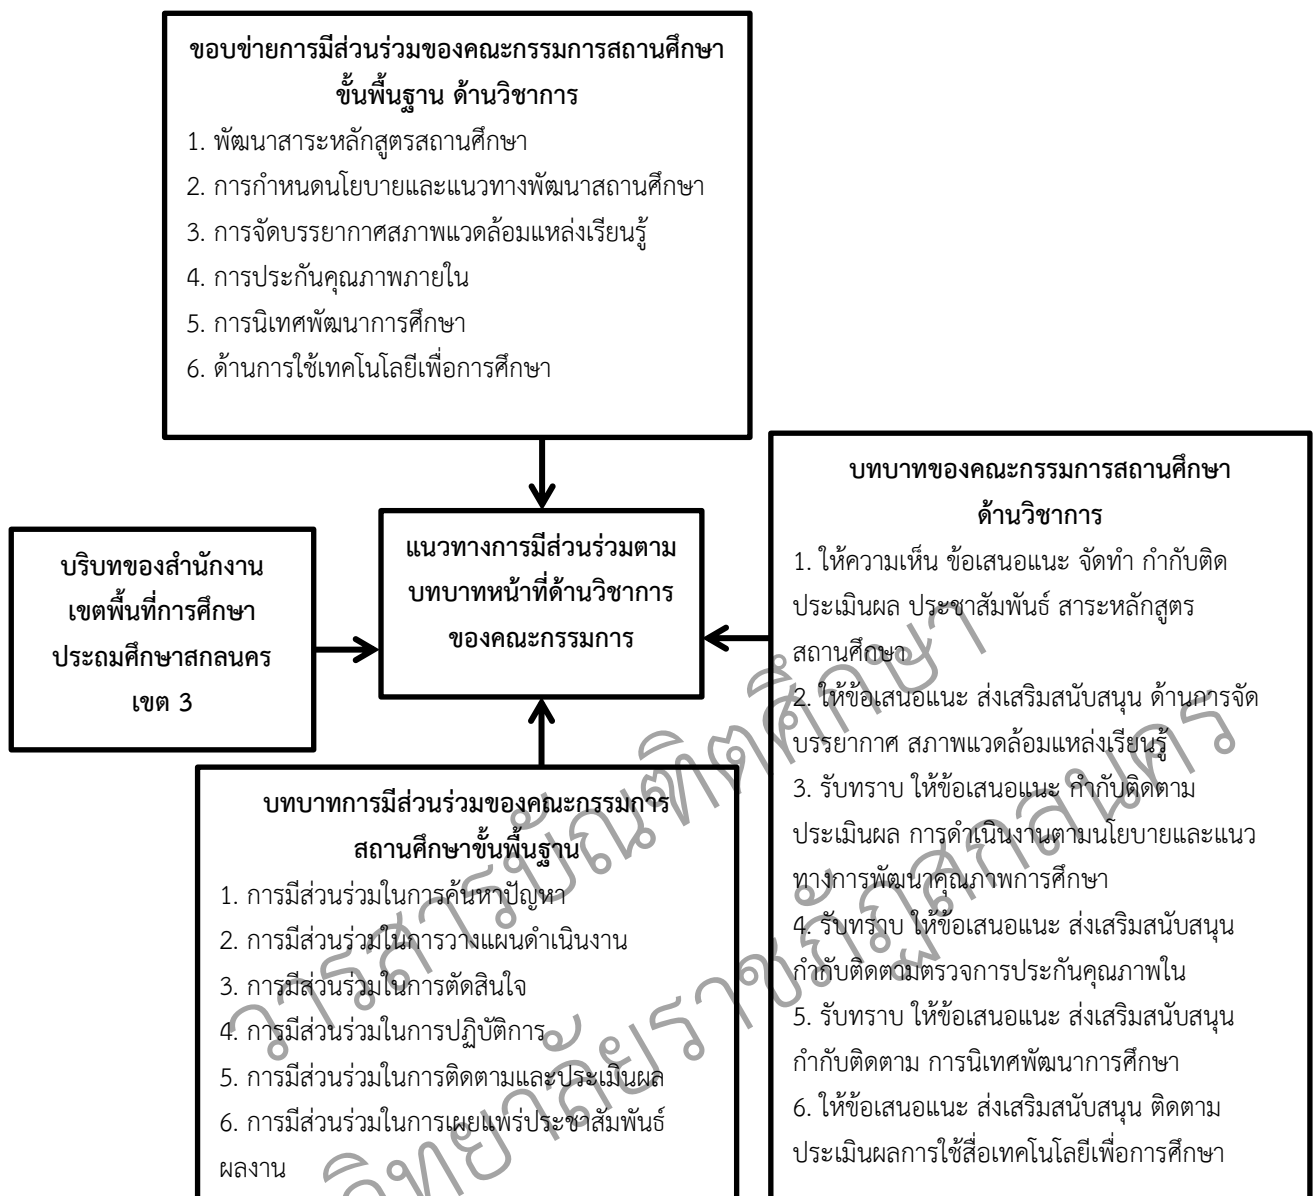 ขอบข่ายการมีส่วนร่วมของคณะกรรมการสถานศึกษา
ขั้นพื้นฐาน ด้านวิชาการ
1. พัฒนาสาระหลักสูตรสถานศึกษา
2. การกำหนดนโยบายและแนวทางพัฒนาสถานศึกษา
3. การจัดบรรยากาศสภาพแวดล้อมแหล่งเรียนรู้
4. การประกันคุณภาพภายใน
5. การนิเทศพัฒนาการศึกษา
6. ด้านการใช้เทคโนโลยีเพื่อการศึกษา
บริบทของสำนักงาน
เขตพื้นที่การศึกษา
ประถมศึกษาสกลนคร
เขต 3
แนวทางการมีส่วนร่วมตาม
บทบาทหน้าที่ด้านวิชาการ
ของคณะกรรมการ
บทบาทของคณะกรรมการสถานศึกษา
ด้านวิชาการ
1. ให้ความเห็น ข้อเสนอแนะ จัดทำ กำกับติด
ประเมินผล ประชาสัมพันธ์ สาระหลักสูตร
สถานศึกษา
2. ให้ข้อเสนอแนะ ส่งเสริมสนับสนุน ด้านการจัด
บรรยากาศ สภาพแวดล้อมแหล่งเรียนรู้
3. รับทราบ ให้ข้อเสนอแนะ กำกับติดตาม
ประเมินผล การดำเนินงานตามนโยบายและแนว
ทางการพัฒนาคุณภาพการศึกษา
4. รับทราบ ให้ข้อเสนอแนะ ส่งเสริมสนับสนุน
กำกับติดตามตรวจการประกันคุณภาพใน
5. รับทราบ ให้ข้อเสนอแนะ ส่งเสริมสนับสนุน
กำกับติดตาม การนิเทศพัฒนาการศึกษา
6. ให้ข้อเสนอแนะ ส่งเสริมสนับสนุน ติดตาม
ประเมินผลการใช้สื่อเทคโนโลยีเพื่อการศึกษา
บทบาทการมีส่วนร่วมของคณะกรรมการ
สถานศึกษาขั้นพื้นฐาน
1. การมีส่วนร่วมในการค้นหาปัญหา
2. การมีส่วนร่วมในการวางแผนดำเนินงาน
3. การมีส่วนร่วมในการตัดสินใจ
4. การมีส่วนร่วมในการปฏิบัติการ
5. การมีส่วนร่วมในการติดตามและประเมินผล
6. การมีส่วนร่วมในการเผยแพร่ประชาสัมพันธ์
ผลงาน
วารสารบัณฑิตศึกษา
วิทยาลัยราชภัฏสกลนคร